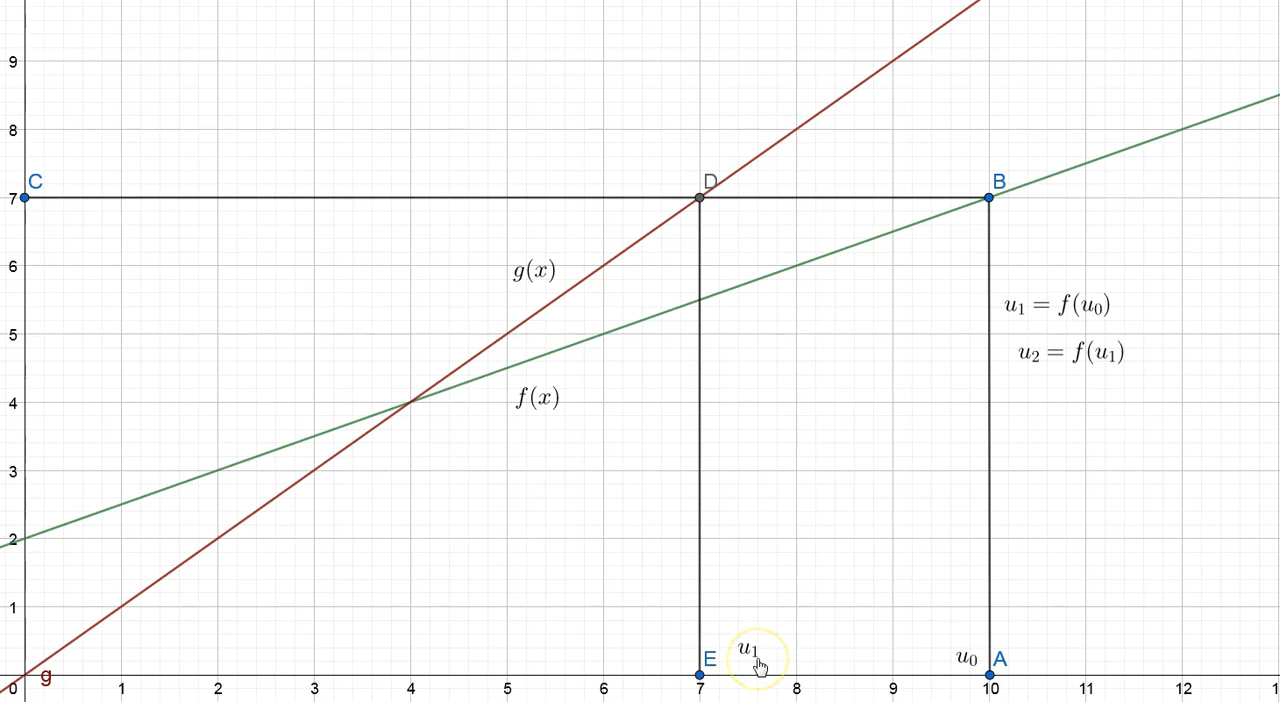 9
8
C
7
D
B
6
g(x)
u₁ = f(u₀)
5
u₂ = f(u₁)
4
f(x)
3
2
1
u₁
E
u₀ A
g
0 1 2 3 4 5 6 7 8 9 10 11 12 1